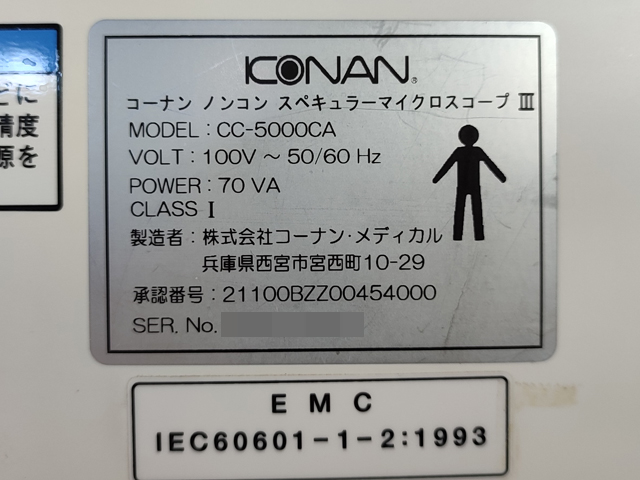 どに
精度
源を
KONAN®
コーナン ノンコン スペキュラーマイクロスコープ III
MODEL : CC-5000CA
VOLT : 100V ～ 50/60 Hz
POWER : 70 VA
CLASS I
製造者 : 株式会社コーナン・メディカル
兵庫県西宮市宮西町10-29
承認番号 : 21100BZZ00454000
SER. No.
EMC
IEC60601-1-2:1993